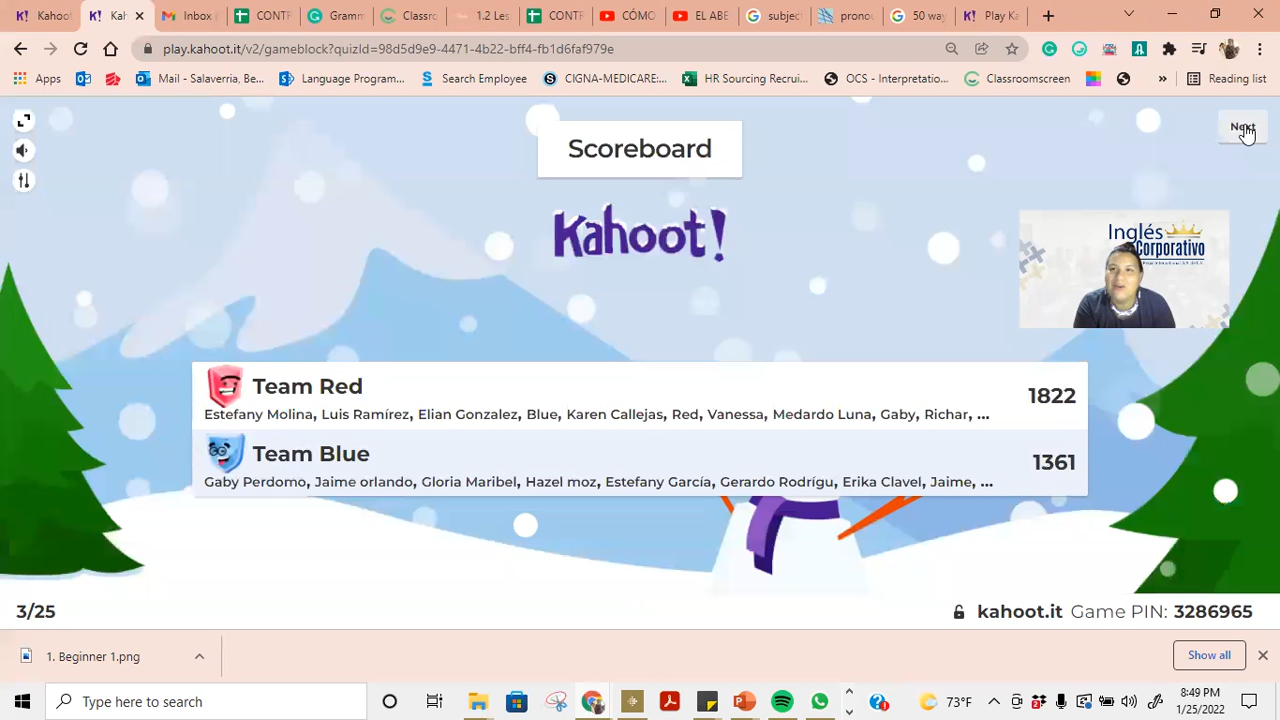 Kahoot
Kah
Inbox
CONTF
Gramm
Classro
1.2 Les
CONTF
CÓMO
EL ABE
subject
prono
50 wa
Play Ka
play.kahoot.it/v2/gameblock?quizId=98d5d9e9-4471-4b22-bff4-fb1d6faf979e
Apps
Mail - Salaverria, Be...
Language Program...
Search Employee
CIGNA-MEDICARE:...
HR Sourcing Recrui...
OCS - Interpretatio...
Classroomscreen
Reading list
Scoreboard
Next
Kahoot!
Inglés
Corporativo
Team Red
1822
Estefany Molina, Luis Ramírez, Elian Gonzalez, Blue, Karen Callejas, Red, Vanessa, Medardo Luna, Gaby, Richar, ...
Team Blue
1361
Gaby Perdomo, Jaime orlando, Gloria Maribel, Hazel moz, Estefany García, Gerardo Rodrígu, Erika Clavel, Jaime, ...
3/25
kahoot.it Game PIN: 3286965
1. Beginner 1.png
Show all
Type here to search
73°F
8:49 PM
1/25/2022